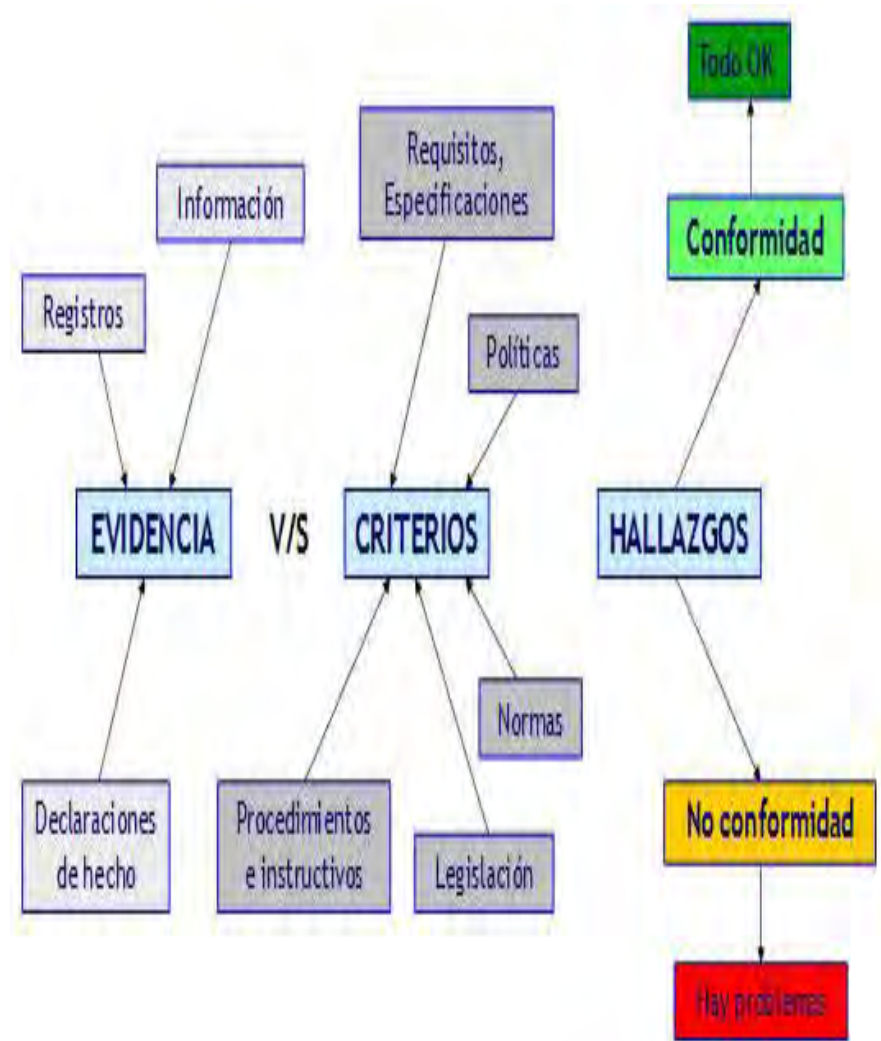 Todo OK
Requisitos,
Especificaciones
Información
Conformidad
Registros
Políticas
EVIDENCIA V/S CRITERIOS HALLAZGOS
Normas
Declaraciones
de hecho
Procedimientos
e instructivos
Legislación
No conformidad
Hay problemas